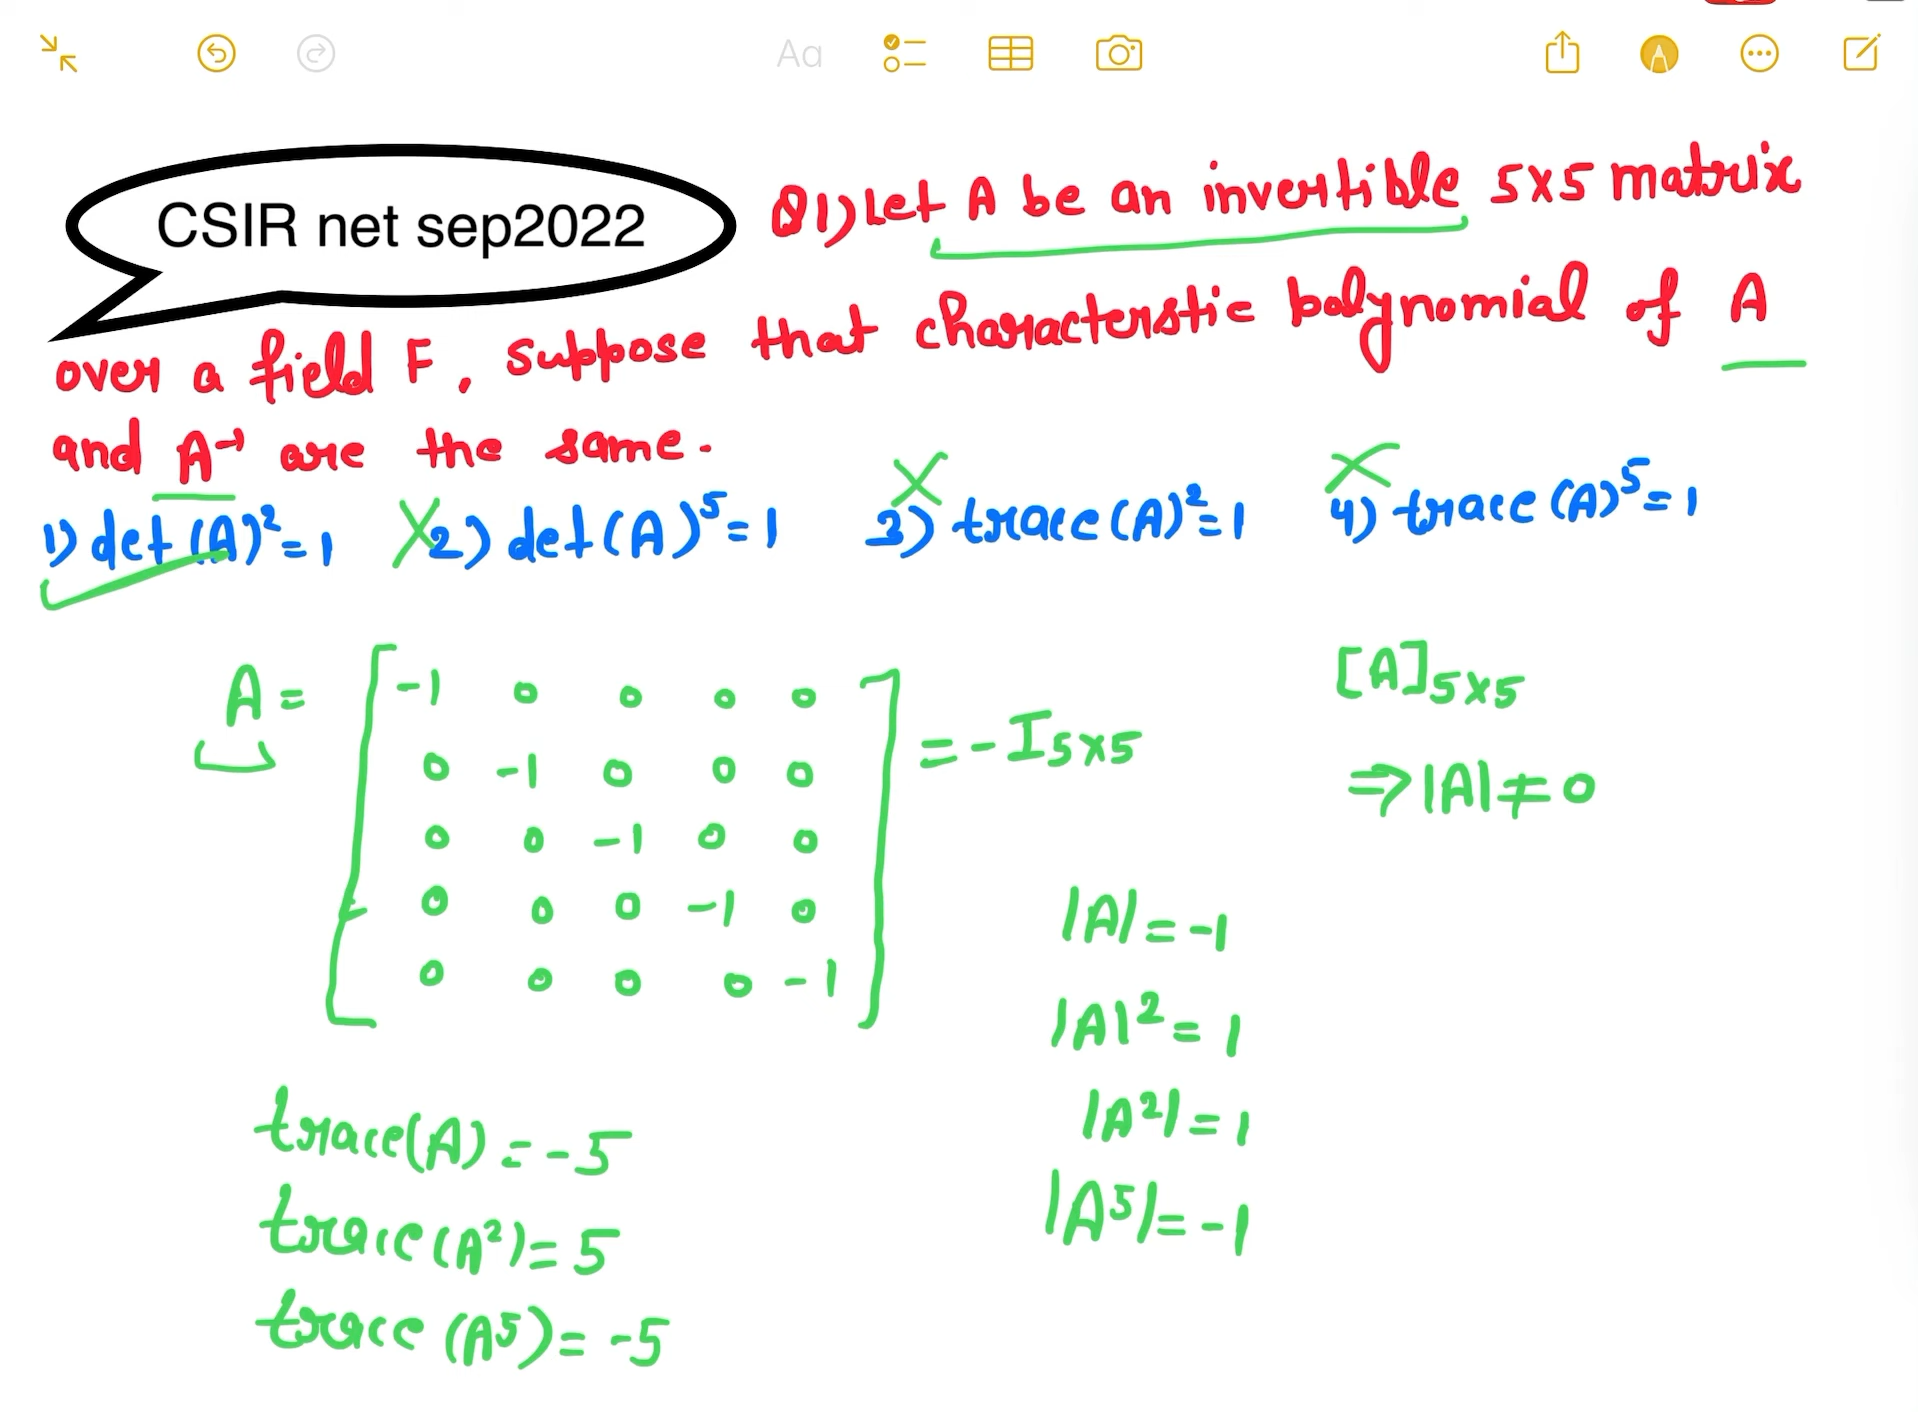 Aa
CSIR net sep2022
Q1) Let A be an invertible 5x5 matrix
over a field F, suppose that characterstic polynomial of A
and A⁻¹ are the same.
1) det (A)²=1 2) det (A)⁵=1 3) trace (A)²=1 4) trace (A)⁵=1
A = [ -1 0 0 0 0 ] = -I5x5
0 -1 0 0 0
0 0 -1 0 0
0 0 0 -1 0
0 0 0 0 -1
[A]5x5
⇒ |A| ≠ 0
|A| = -1
|A|² = 1
|A²| = 1
|A⁵| = -1
trace(A) = -5
trace (A²) = 5
trace (A⁵) = -5